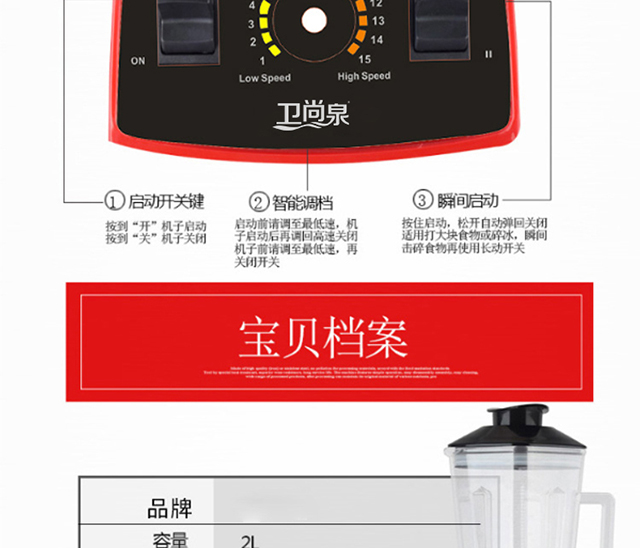 4
3
2
1
12
13
14
15
ON
II
Low Speed
High Speed
卫尚泉
① 启动开关键
按到“开”机子启动
按到“关”机子关闭
② 智能调档
启动前请调至最低速，机
子启动后再调回高速关闭
机子前请调至最低速，再
关闭开关
③ 瞬间启动
按住启动，松开自动弹回关闭
适用打大块食物或碎冰，瞬间
击碎食物再使用长动开关
宝贝档案
品牌
容量 2L